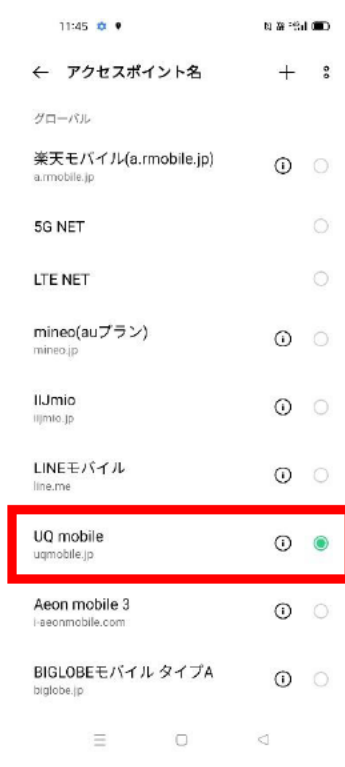 11:45
アクセスポイント名
グローバル
楽天モバイル(a.rmobile.jp)
a.rmobile.jp
5G NET
LTE NET
mineo(auプラン)
mineo.jp
IIJmio
iijmio.jp
LINEモバイル
line.me
UQ mobile
uqmobile.jp
Aeon mobile 3
i-aeonmobile.com
BIGLOBEモバイル タイプA
biglobe.jp